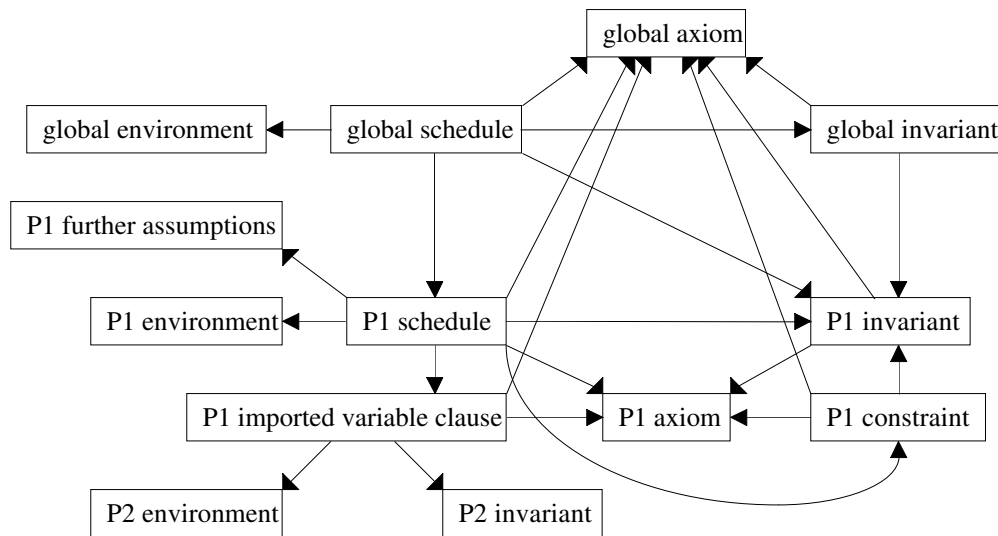 global axiom
global environment
global schedule
global invariant
P1 further assumptions
P1 environment
P1 schedule
P1 invariant
P1 imported variable clause
P1 axiom
P1 constraint
P2 environment
P2 invariant